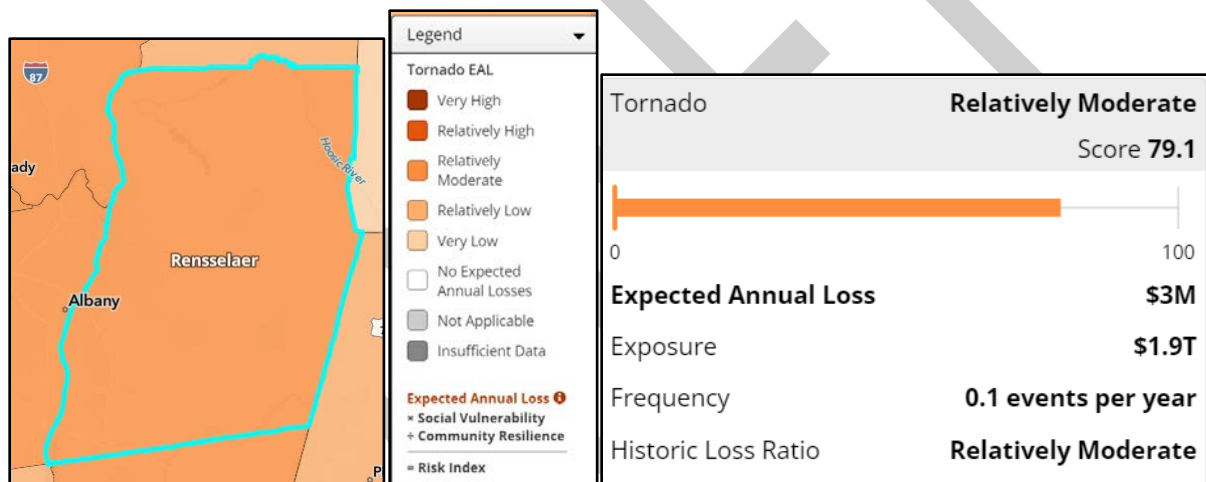 87
Hoosic River
ady
Rensselaer
Albany
P
Legend
Tornado EAL
Very High
Relatively High
Relatively
Moderate
Relatively Low
Very Low
No Expected
Annual Losses
Not Applicable
Insufficient Data
Expected Annual Loss
× Social Vulnerability
÷ Community Resilience
= Risk Index
Tornado Relatively Moderate
Score 79.1
0 100
Expected Annual Loss $3M
Exposure $1.9T
Frequency 0.1 events per year
Historic Loss Ratio Relatively Moderate